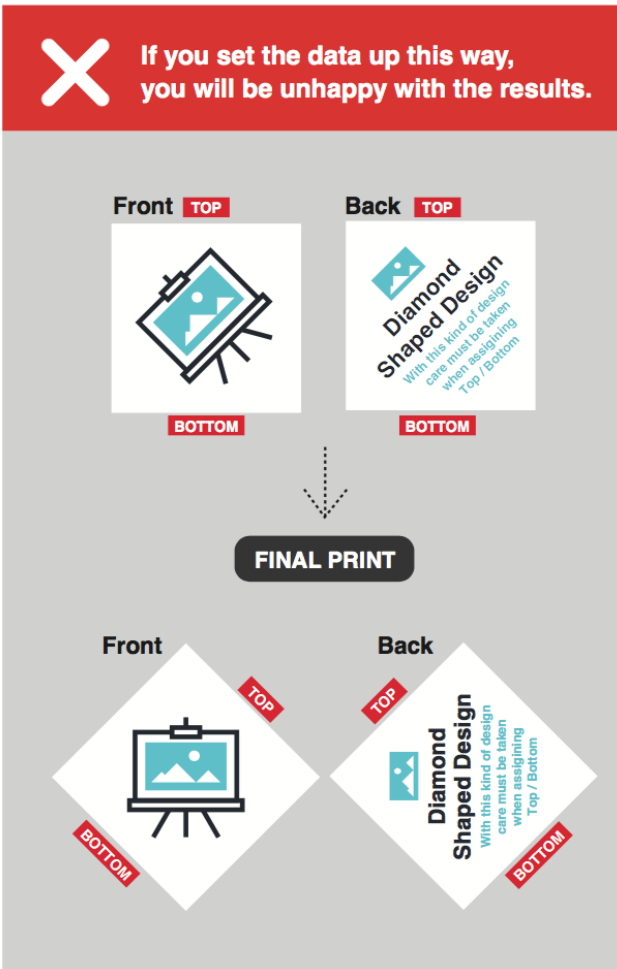 If you set the data up this way,
you will be unhappy with the results.
Front TOP
Back TOP
Diamond
Shaped Design
With this kind of design
care must be taken
when assigining
Top / Bottom
BOTTOM
BOTTOM
FINAL PRINT
Front
TOP
BOTTOM
Back
TOP
Diamond
Shaped Design
With this kind of design
care must be taken
when assigining
Top / Bottom
BOTTOM